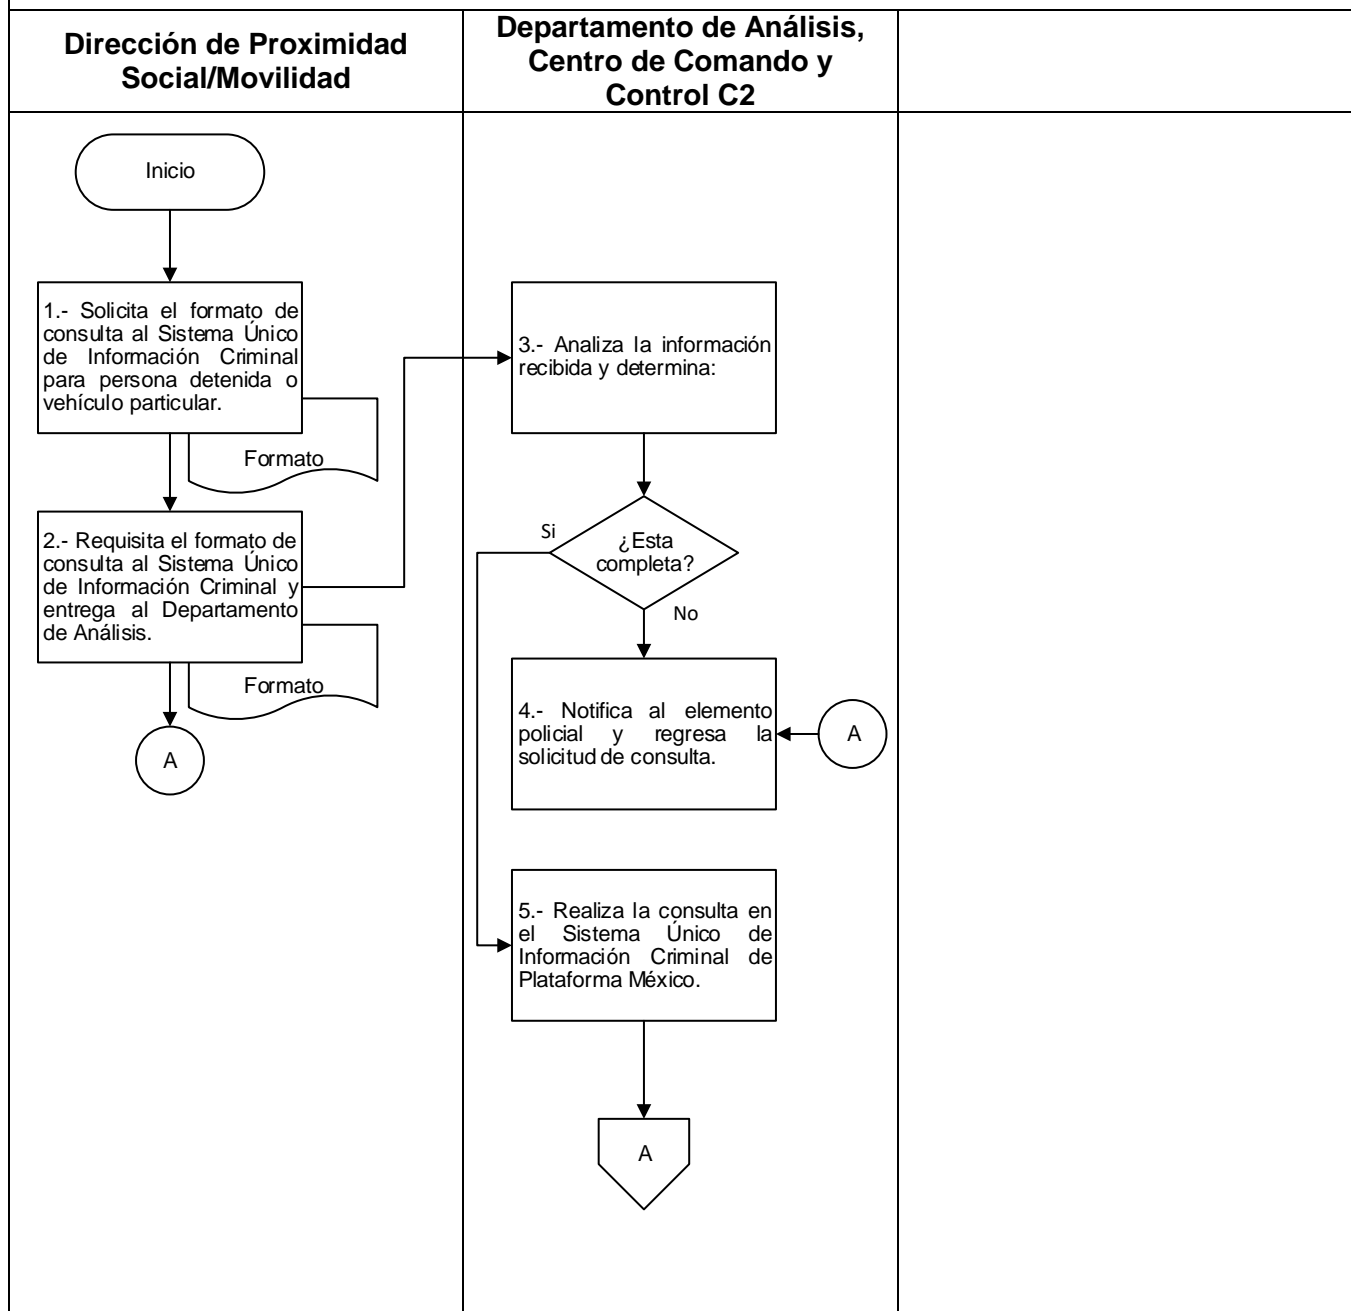 Dirección de Proximidad
Social/Movilidad
Departamento de Análisis,
Centro de Comando y
Control C2
Inicio
1.- Solicita el formato de
consulta al Sistema Único
de Información Criminal
para persona detenida o
vehículo particular.
Formato
2.- Requisita el formato de
consulta al Sistema Único
de Información Criminal y
entrega al Departamento
de Análisis.
Formato
A
3.- Analiza la información
recibida y determina:
¿Esta
completa?
Si
No
4.- Notifica al elemento
policial y regresa la
solicitud de consulta.
A
5.- Realiza la consulta en
el Sistema Único de
Información Criminal de
Plataforma México.
A